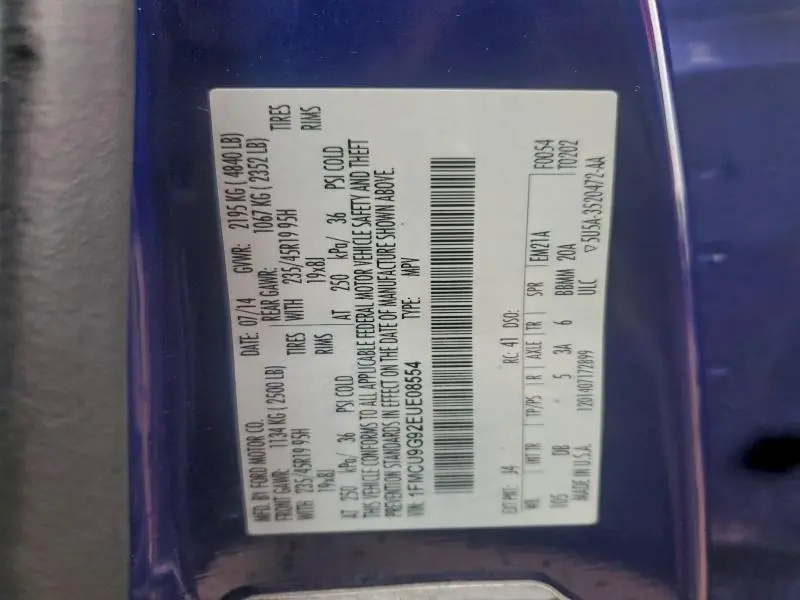 MFD. BY FORD MOTOR CO.
DATE: 07/14 GVWR: 2195 KG ( 4840 LB)
FRONT GAWR: 1134 KG ( 2500 LB) REAR GAWR: 1067 KG ( 2352 LB)
WITH 235/45R19 95H TIRES WITH 235/45R19 95H TIRES
19x8J RIMS 19x8J RIMS
AT 250 kPa/ 36 PSI COLD AT 250 kPa/ 36 PSI COLD
THIS VEHICLE CONFORMS TO ALL APPLICABLE FEDERAL MOTOR VEHICLE SAFETY AND THEFT
PREVENTION STANDARDS IN EFFECT ON THE DATE OF MANUFACTURE SHOWN ABOVE.
VIN: 1FMCU9G92EUE08554 TYPE: MPV
EXT PNT: J4 RC: 41 DSO: F0054
WB INT TR TP/PS R AXLE TR SPR EM21A T0202
105 DB 5 3A 6 BBMM 20A
MADE IN U.S.A. 1201407172899 ULC ▽5U5A-3520472-AA